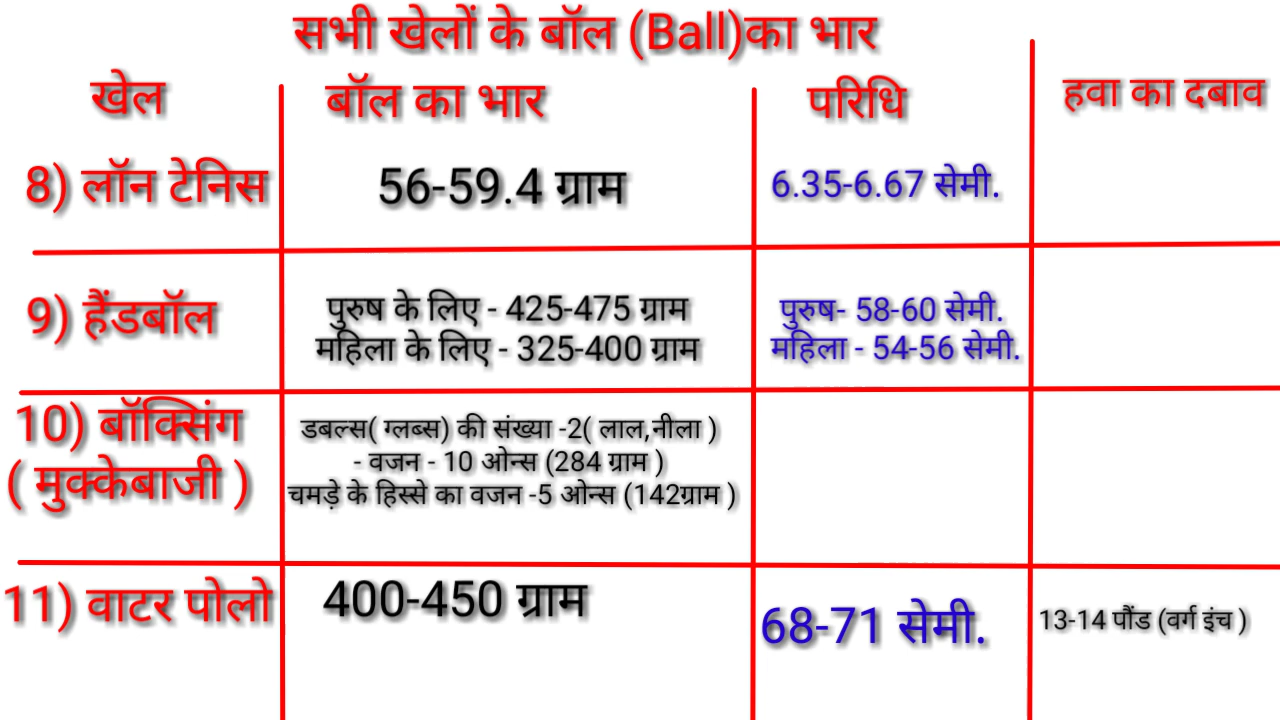 सभी खेलों के बॉल (Ball)का भार
खेल बॉल का भार परिधि हवा का दबाव
8) लॉन टेनिस 56-59.4 ग्राम 6.35-6.67 सेमी.
9) हैंडबॉल
पुरुष के लिए - 425-475 ग्राम
महिला के लिए - 325-400 ग्राम
पुरुष- 58-60 सेमी.
महिला - 54-56 सेमी.
10) बॉक्सिंग
( मुक्केबाजी )
डबल्स( ग्लब्स) की संख्या -2( लाल,नीला )
- वजन - 10 ओन्स (284 ग्राम )
चमड़े के हिस्से का वजन -5 ओन्स (142ग्राम )
11) वाटर पोलो 400-450 ग्राम 68-71 सेमी. 13-14 पौंड (वर्ग इंच )